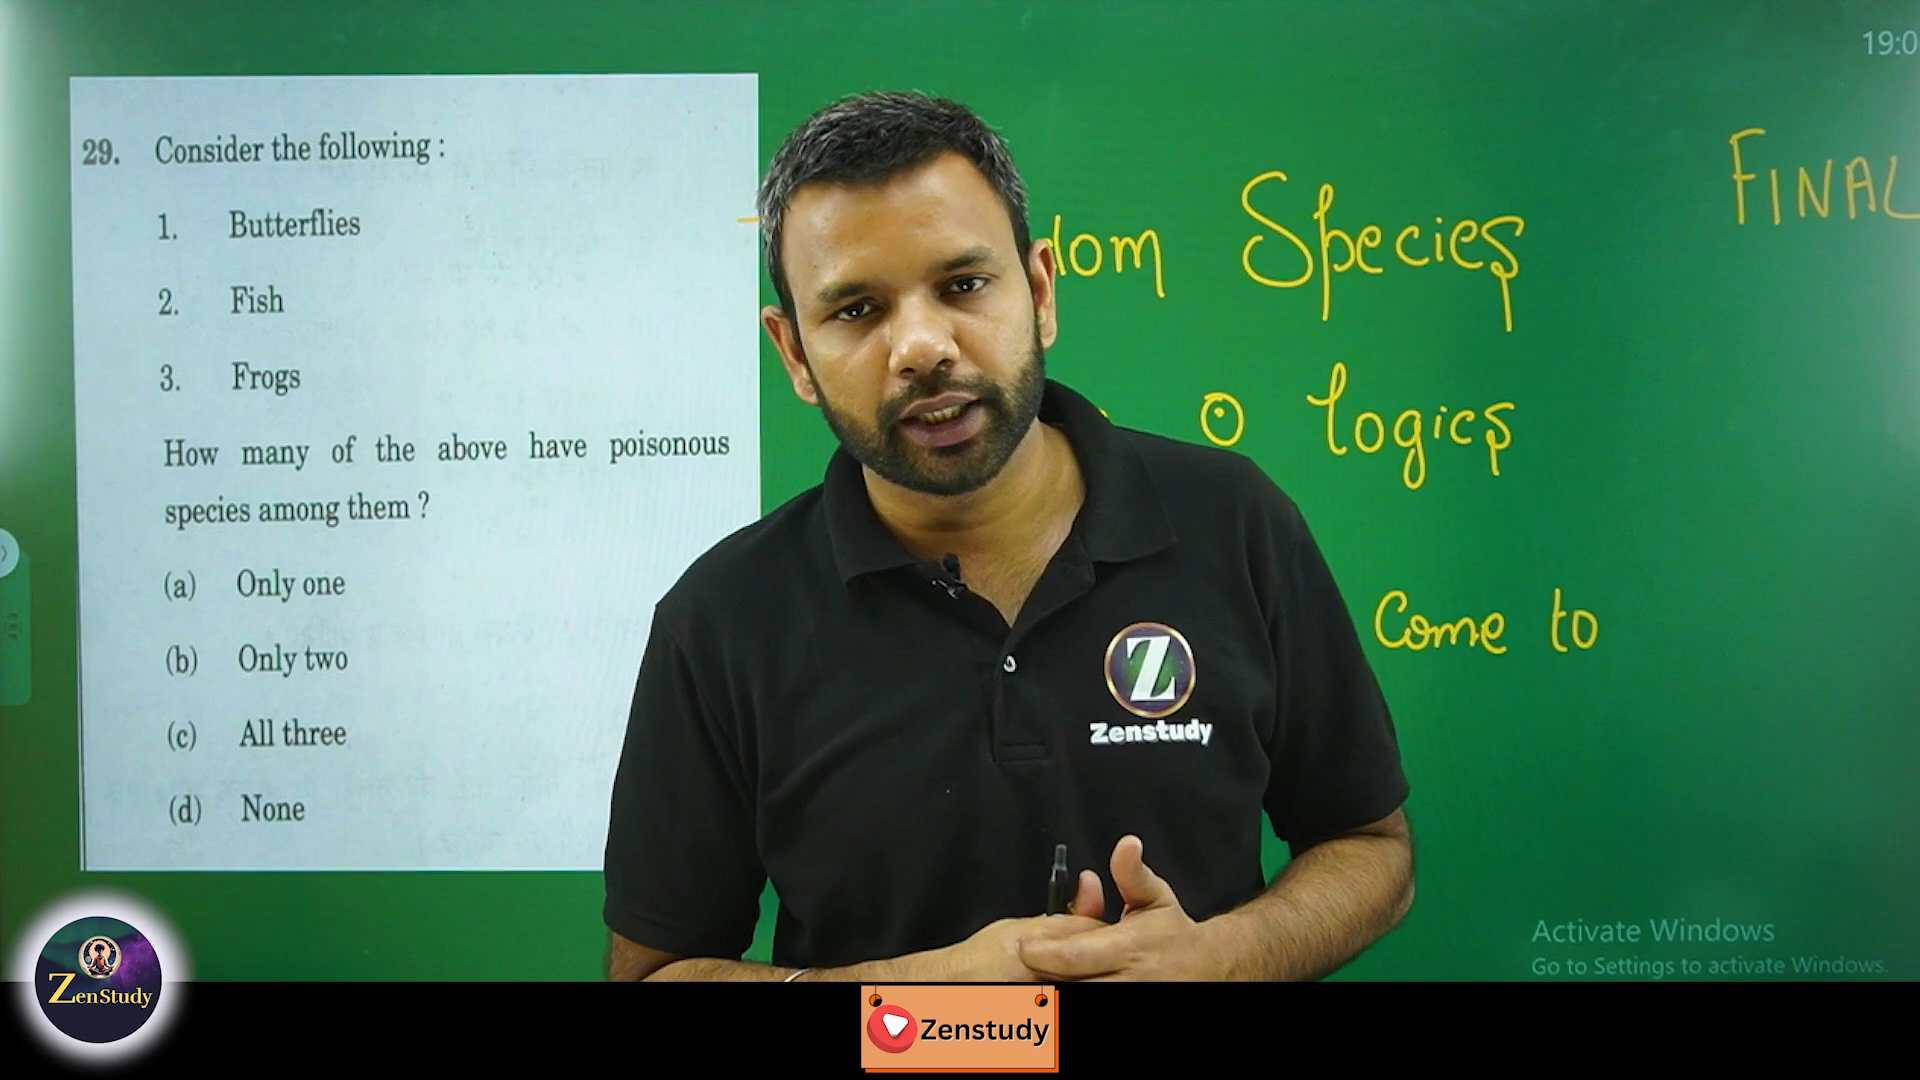 19:0
29. Consider the following :
1. Butterflies
2. Fish
3. Frogs
How many of the above have poisonous
species among them ?
(a) Only one
(b) Only two
(c) All three
(d) None
FINAL
dom Species
logics
Come to
Z
Zenstudy
Activate Windows
Go to Settings to activate Windows.
ZenStudy
Zenstudy